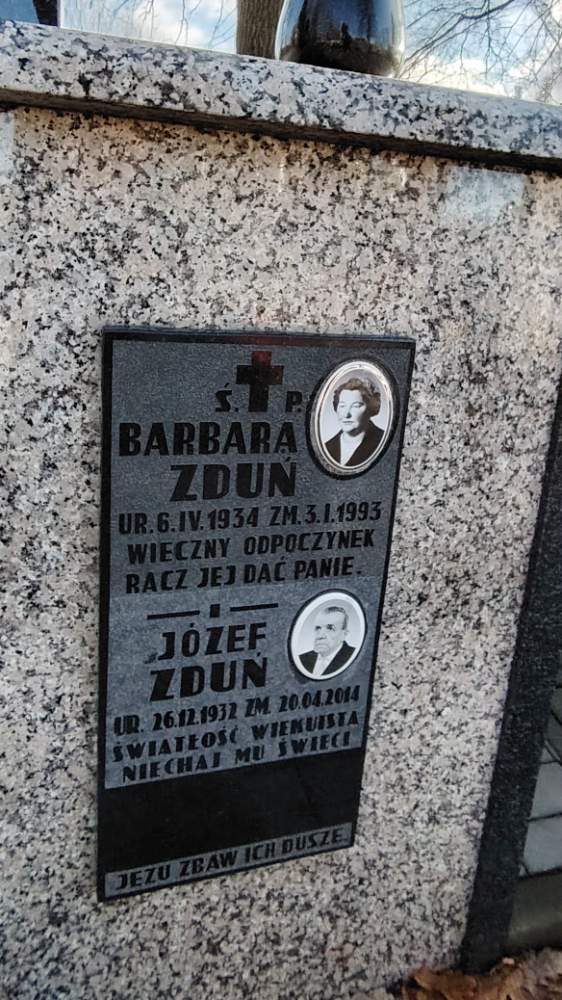 Ś. P.
BARBARA
ZDUŃ
UR. 6.IV.1934 ZM. 3.I.1993
WIECZNY ODPOCZYNEK
RACZ JEJ DAĆ PANIE.
JÓZEF
ZDUŃ
UR. 26.12.1932 ZM. 20.04.2014
ŚWIATŁOŚĆ WIEKUISTA
NIECHAJ MU ŚWIECI
JEZU ZBAW ICH DUSZE.